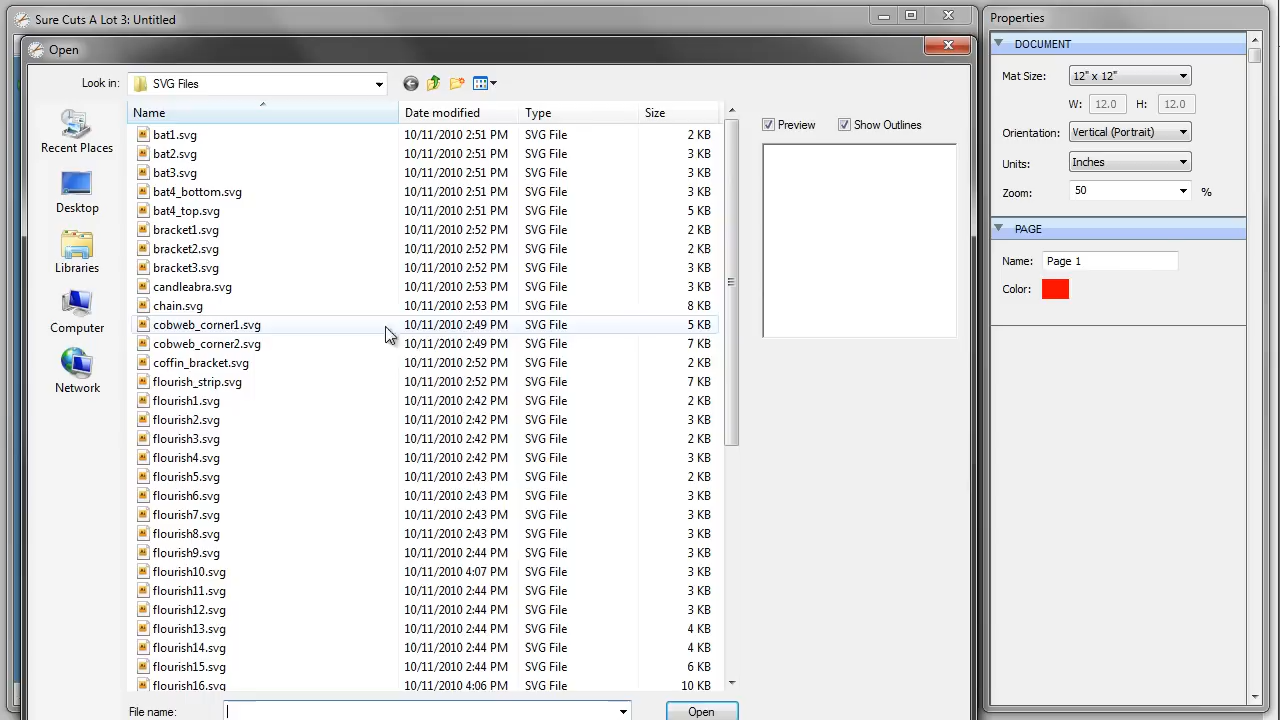 Sure Cuts A Lot 3: Untitled
Open
Look in: SVG Files
Recent Places
Desktop
Libraries
Computer
Network
Name Date modified Type Size
bat1.svg 10/11/2010 2:51 PM SVG File 2 KB
bat2.svg 10/11/2010 2:51 PM SVG File 3 KB
bat3.svg 10/11/2010 2:51 PM SVG File 3 KB
bat4_bottom.svg 10/11/2010 2:51 PM SVG File 3 KB
bat4_top.svg 10/11/2010 2:51 PM SVG File 5 KB
bracket1.svg 10/11/2010 2:52 PM SVG File 2 KB
bracket2.svg 10/11/2010 2:52 PM SVG File 2 KB
bracket3.svg 10/11/2010 2:52 PM SVG File 3 KB
candleabra.svg 10/11/2010 2:53 PM SVG File 3 KB
chain.svg 10/11/2010 2:53 PM SVG File 8 KB
cobweb_corner1.svg 10/11/2010 2:49 PM SVG File 5 KB
cobweb_corner2.svg 10/11/2010 2:49 PM SVG File 7 KB
coffin_bracket.svg 10/11/2010 2:52 PM SVG File 2 KB
flourish_strip.svg 10/11/2010 2:52 PM SVG File 7 KB
flourish1.svg 10/11/2010 2:42 PM SVG File 2 KB
flourish2.svg 10/11/2010 2:42 PM SVG File 3 KB
flourish3.svg 10/11/2010 2:42 PM SVG File 2 KB
flourish4.svg 10/11/2010 2:42 PM SVG File 3 KB
flourish5.svg 10/11/2010 2:43 PM SVG File 2 KB
flourish6.svg 10/11/2010 2:43 PM SVG File 3 KB
flourish7.svg 10/11/2010 2:43 PM SVG File 3 KB
flourish8.svg 10/11/2010 2:43 PM SVG File 3 KB
flourish9.svg 10/11/2010 2:44 PM SVG File 3 KB
flourish10.svg 10/11/2010 4:07 PM SVG File 3 KB
flourish11.svg 10/11/2010 2:44 PM SVG File 3 KB
flourish12.svg 10/11/2010 2:44 PM SVG File 3 KB
flourish13.svg 10/11/2010 2:44 PM SVG File 4 KB
flourish14.svg 10/11/2010 2:44 PM SVG File 4 KB
flourish15.svg 10/11/2010 2:44 PM SVG File 6 KB
flourish16.svg 10/11/2010 4:06 PM SVG File 10 KB
File name: Open
Preview Show Outlines
Properties
DOCUMENT
Mat Size: 12" x 12"
W: 12.0 H: 12.0
Orientation: Vertical (Portrait)
Units: Inches
Zoom: 50 %
PAGE
Name: Page 1
Color: